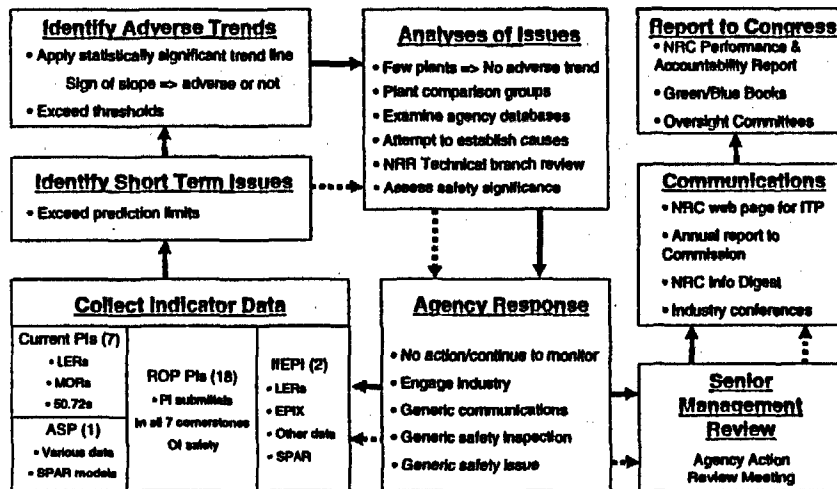 Identify Adverse Trends
• Apply statistically significant trend line
Sign of slope => adverse or not
• Exceed thresholds
Analyses of Issues
• Few plants => No adverse trend
• Plant comparison groups
• Examine agency databases
• Attempt to establish causes
• NRR Technical branch review
• Assess safety significance
Report to Congress
• NRC Performance &
Accountability Report
• Green/Blue Books
• Oversight Committees
Identify Short Term Issues
• Exceed prediction limits
Communications
• NRC web page for ITP
• Annual report to
Commission
• NRC Info Digest
• Industry conferences
Collect Indicator Data
Current PIs (7)
• LERs
• MORs
• 50.72s
ASP (1)
• Various data
• SPAR models
ROP PIs (18)
• PI submittals
in all 7 cornerstones
Of safety
IIEPI (2)
• LERs
• EPIX
• Other data
• SPAR
Agency Response
• No action/continue to monitor
• Engage industry
• Generic communications
• Generic safety inspection
• Generic safety issue
Senior
Management
Review
Agency Action
Review Meeting